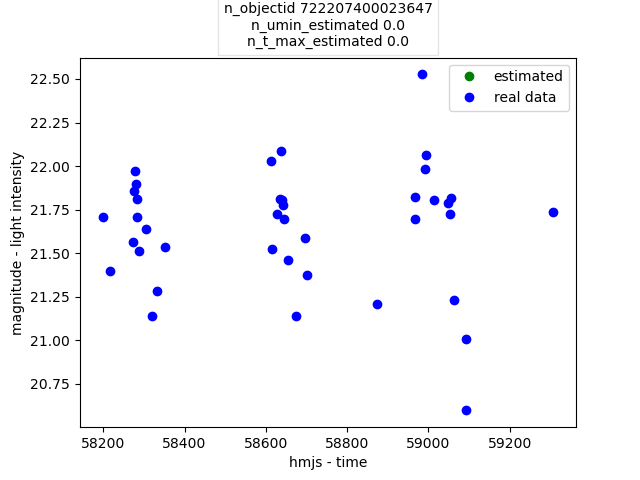 n_objectid 722207400023647
n_umin_estimated 0.0
n_t_max_estimated 0.0
estimated
real data
22.50
22.25
22.00
21.75
21.50
21.25
21.00
20.75
magnitude - light intensity
58200 58400 58600 58800 59000 59200
hmjs - time